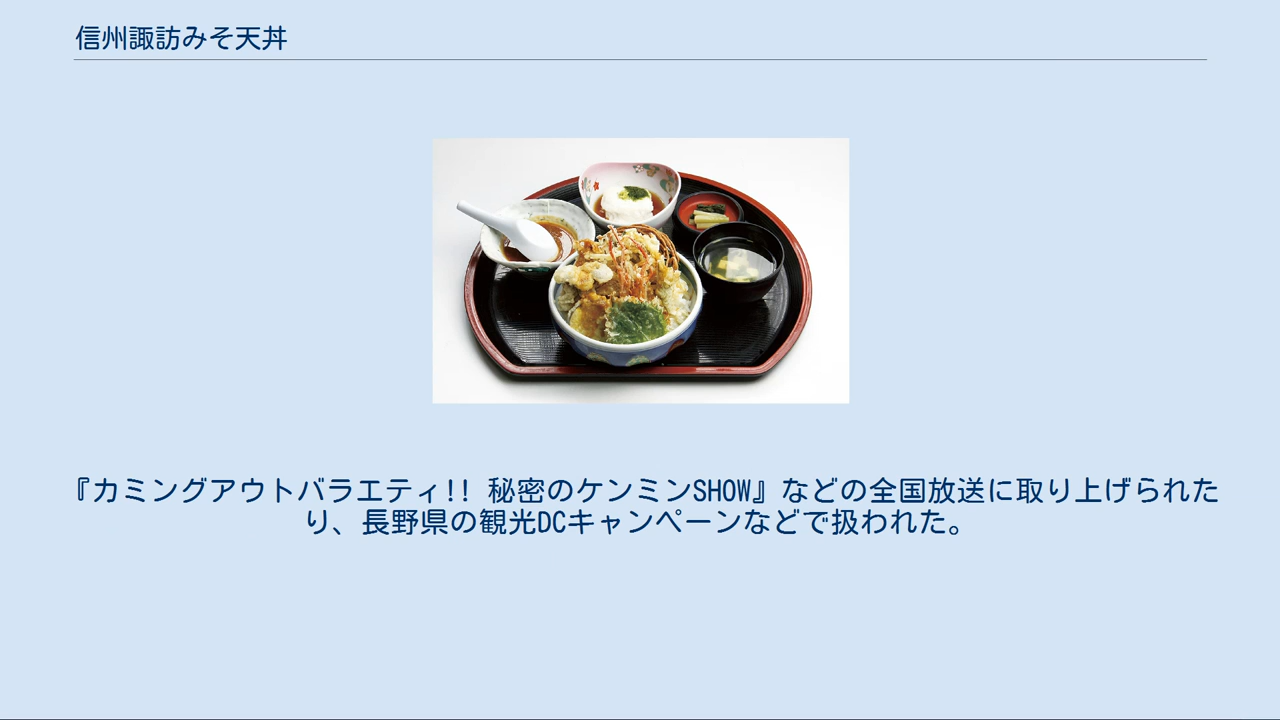 信州諏訪みそ天丼
『カミングアウトバラエティ!! 秘密のケンミンSHOW』などの全国放送に取り上げられた
り、長野県の観光DCキャンペーンなどで扱われた。